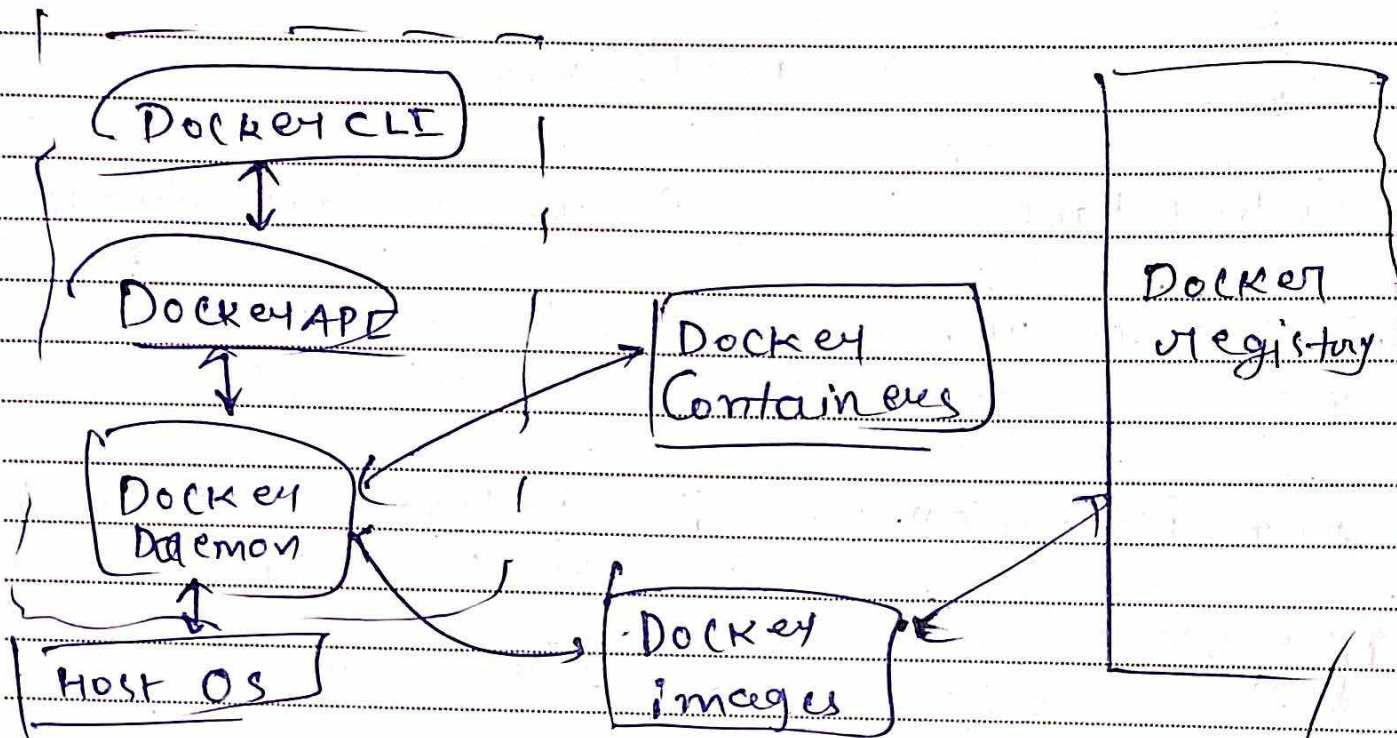 Docker CLI
Docker API
Docker
Daemon
Host OS
Docker
Containers
Docker
images
Docker
registry